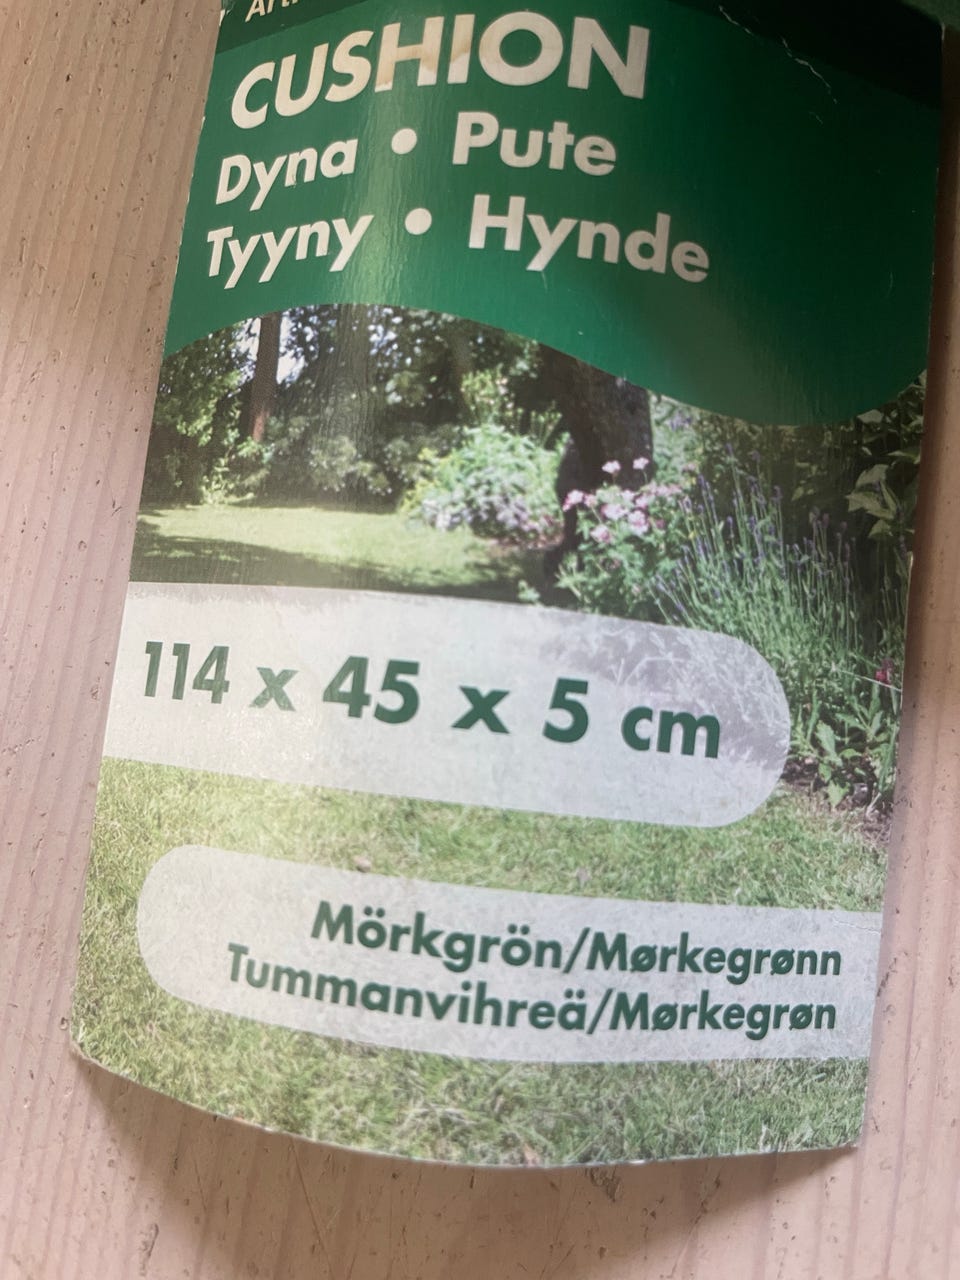 CUSHION
Dyna • Pute
Tyyny • Hynde
114 x 45 x 5 cm
Mörkgrön/Mørkegrønn
Tummanvihreä/Mørkegrøn